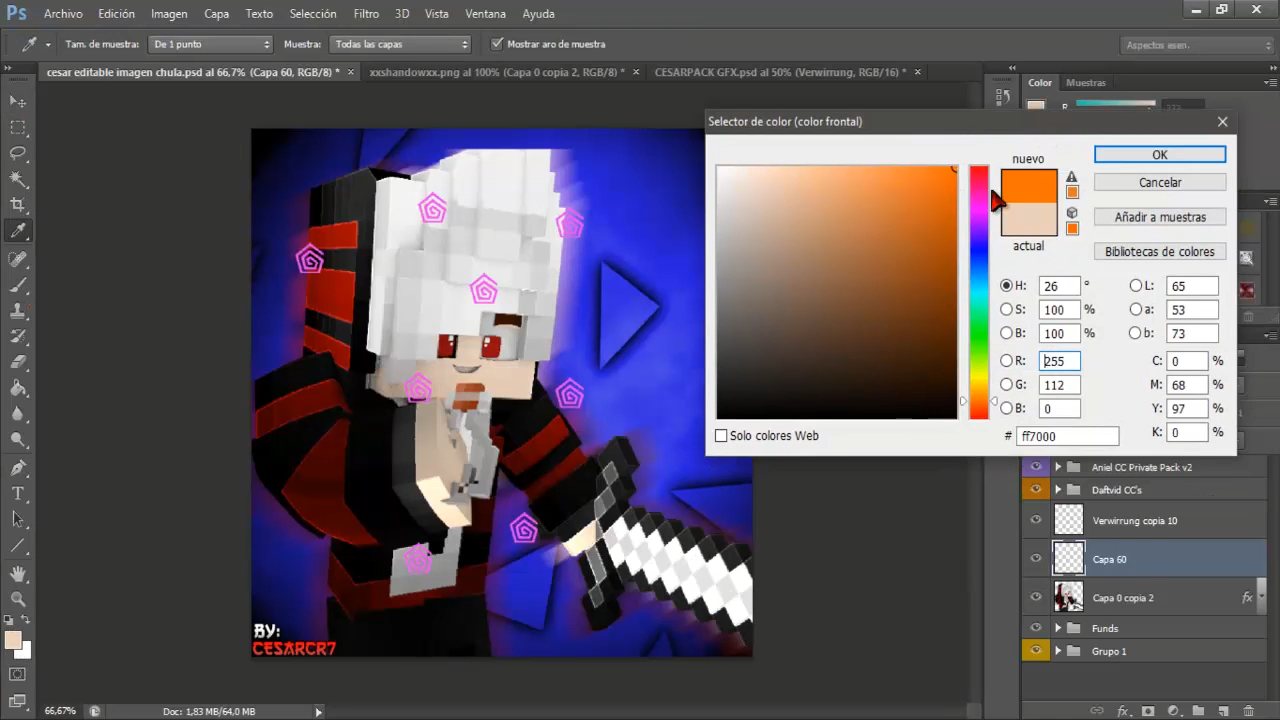 Ps Archivo Edición Imagen Capa Texto Selección Filtro 3D Vista Ventana Ayuda
Tam. de muestra: De 1 punto Muestra: Todas las capas Mostrar aro de muestra Aspectos esen.
cesar editable imagen chula.psd al 66,7% (Capa 60, RGB/8) * × xxshandowxx.png al 100% (Capa 0 copia 2, RGB/8) * × CESARPACK GFX.psd al 50% (Verwirrung, RGB/16) * ×
Color Muestras
R
Selector de color (color frontal)
nuevo
actual
OK
Cancelar
Añadir a muestras
Bibliotecas de colores
H: 26 ° L: 65
S: 100 % a: 53
B: 100 % b: 73
R: 255 C: 0 %
G: 112 M: 68 %
B: 0 Y: 97 %
# ff7000 K: 0 %
Solo colores Web
Aniel CC Private Pack v2
Daftvid CC's
Verwirrung copia 10
Capa 60
Capa 0 copia 2 fx
Funds
Grupo 1
BY:
CESARCR7
66,67% Doc: 1,83 MB/64,0 MB
fx